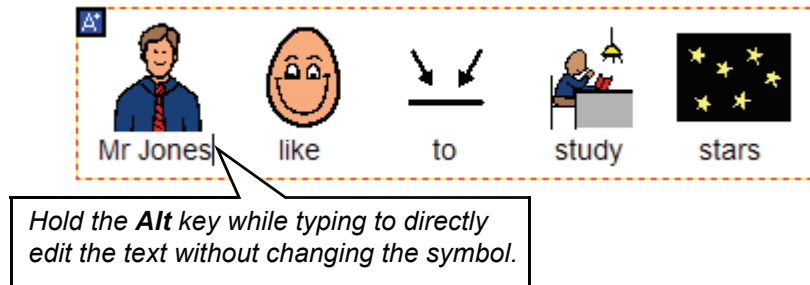 A+
Mr Jones like to study stars
Hold the Alt key while typing to directly
edit the text without changing the symbol.